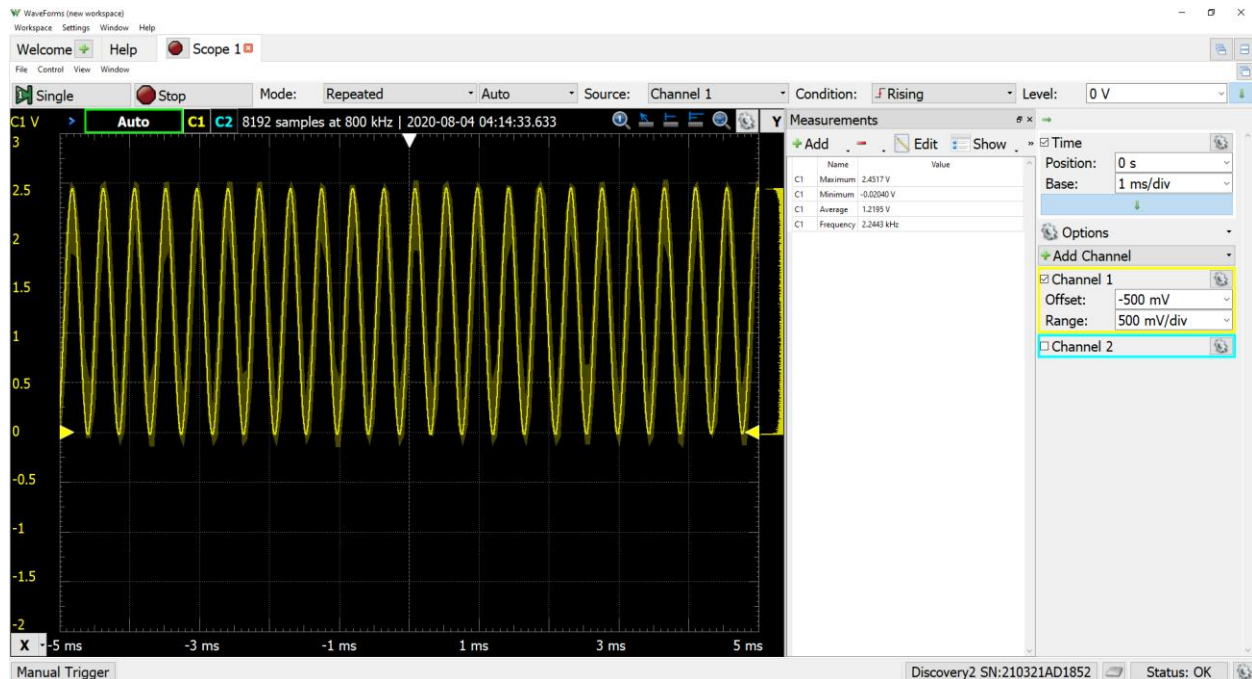 WaveForms (new workspace)
Workspace Settings Window Help
Welcome Help Scope 1
File Control View Window
Single Stop Mode: Repeated Auto Source: Channel 1 Condition: Rising Level: 0 V
C1 V Auto C1 C2 8192 samples at 800 kHz | 2020-08-04 04:14:33.633 Y
3
2.5
2
1.5
1
0.5
0
-0.5
-1
-1.5
-2
X -5 ms -3 ms -1 ms 1 ms 3 ms 5 ms
Measurements
Add Edit Show
Name Value
C1 Maximum 2.4517 V
C1 Minimum -0.02040 V
C1 Average 1.2195 V
C1 Frequency 2.2443 kHz
Time
Position: 0 s
Base: 1 ms/div
Options
Add Channel
Channel 1
Offset: -500 mV
Range: 500 mV/div
Channel 2
Manual Trigger Discovery2 SN:210321AD1852 Status: OK